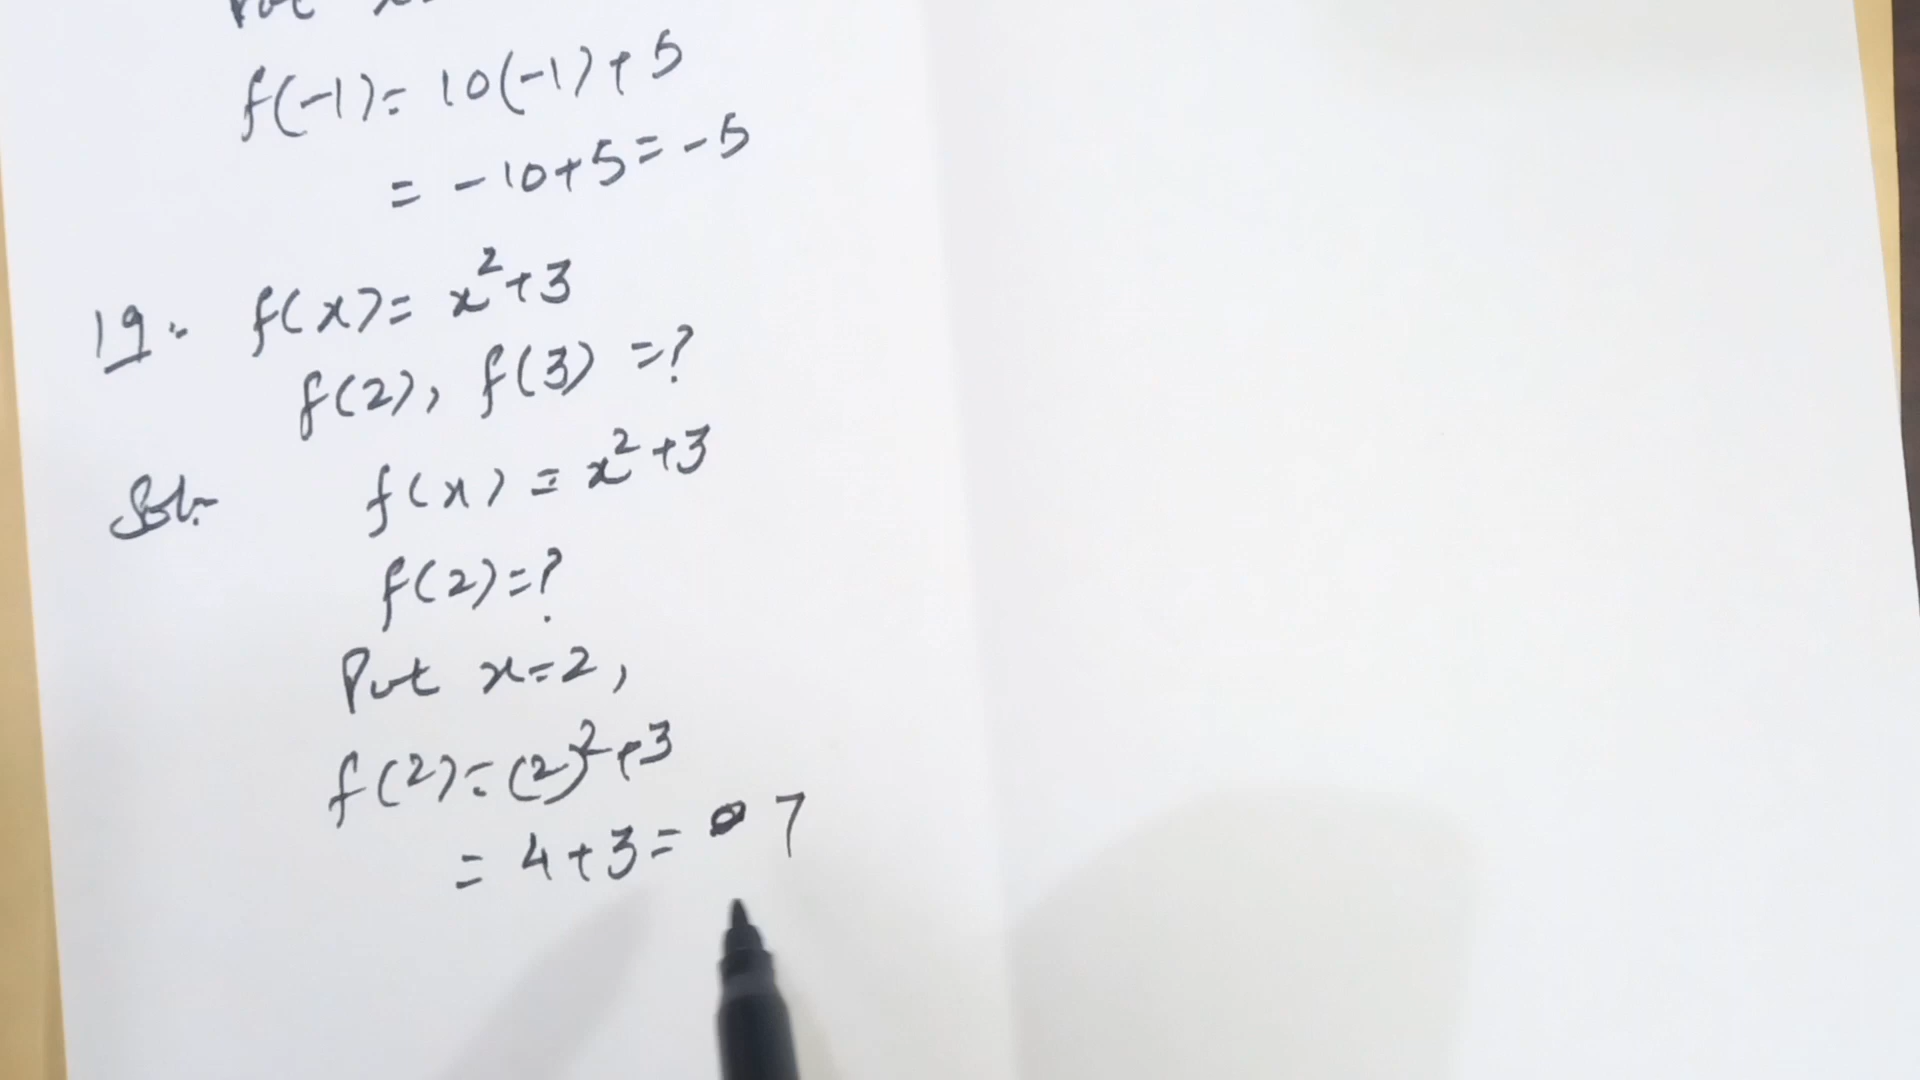 f(-1) = 10(-1) + 5
= -10+5 = -5
19. f(x) = x²+3
f(2), f(3) = ?
Sol:- f(x) = x²+3
f(2) = ?
Put x=2,
f(2) = (2)²+3
= 4+3 = 7